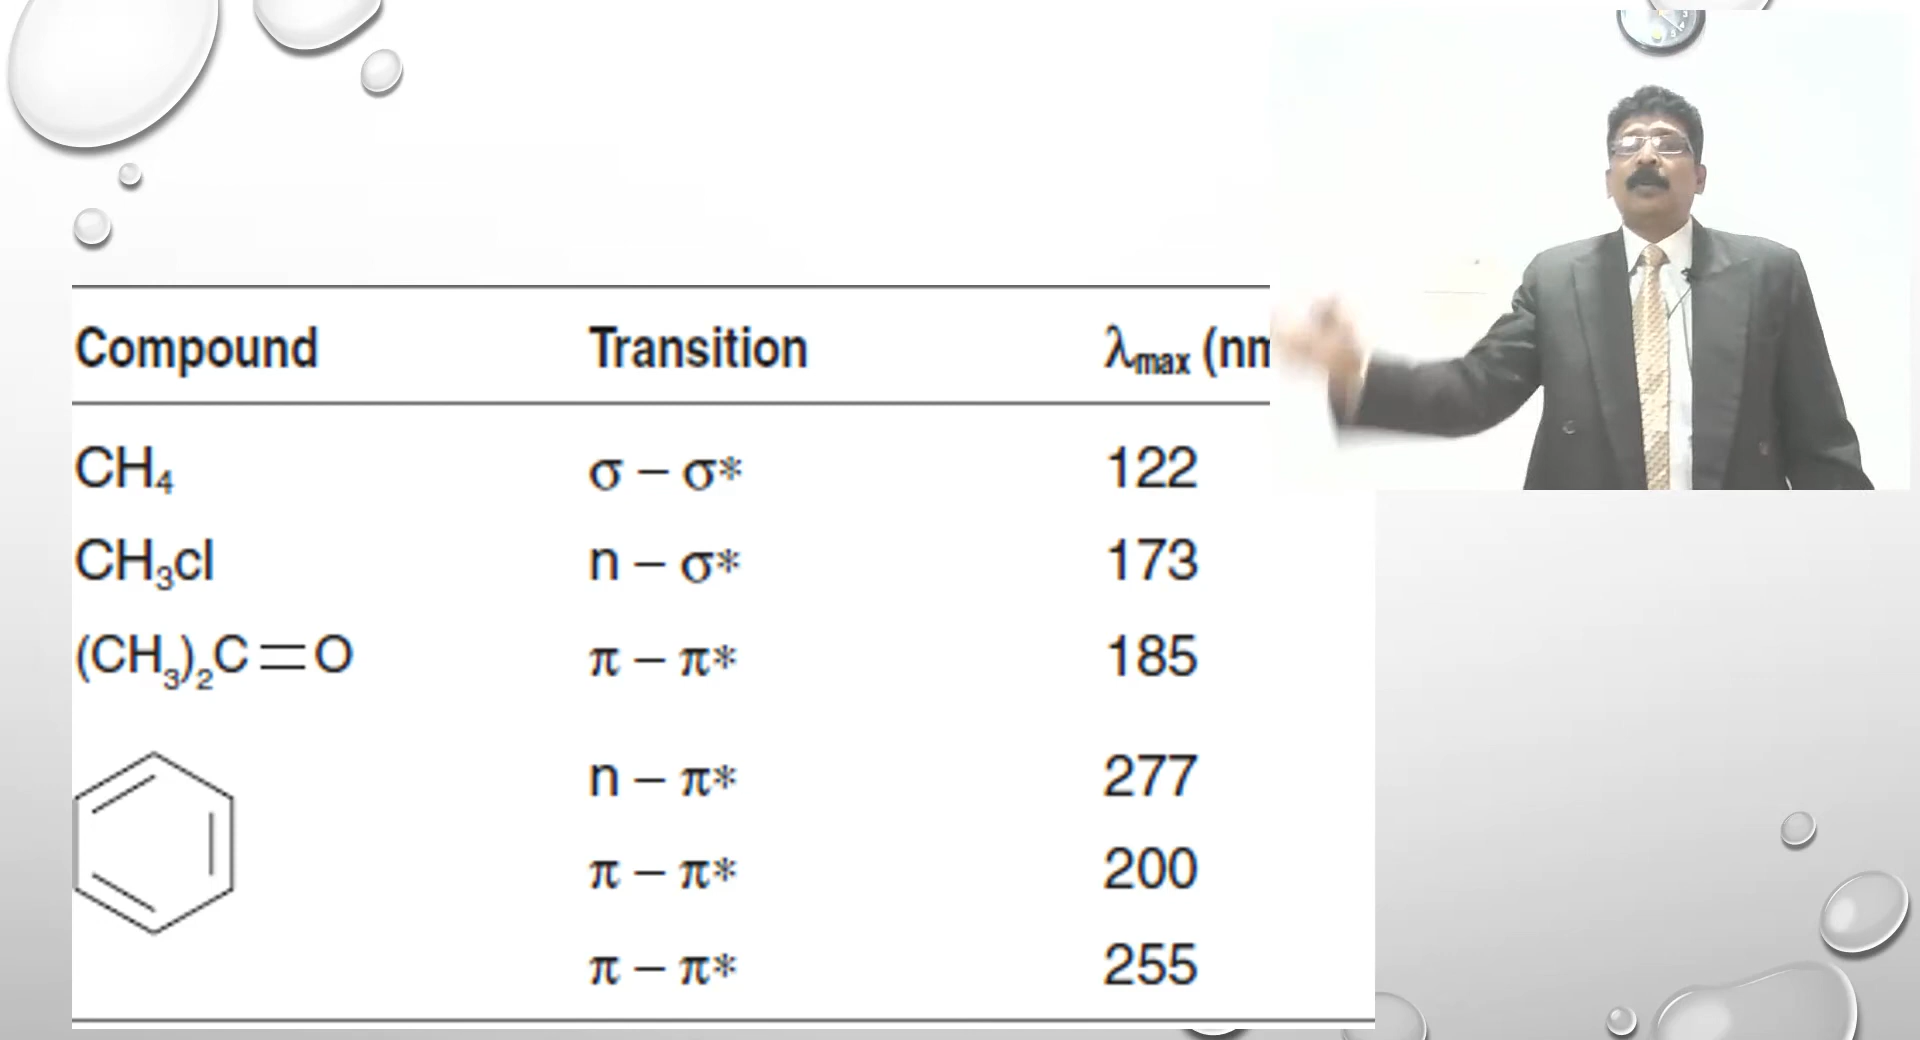 Compound Transition λmax (nm
CH₄ σ – σ* 122
CH₃cl n – σ* 173
(CH₃)₂C=O π – π* 185
n – π* 277
π – π* 200
π – π* 255